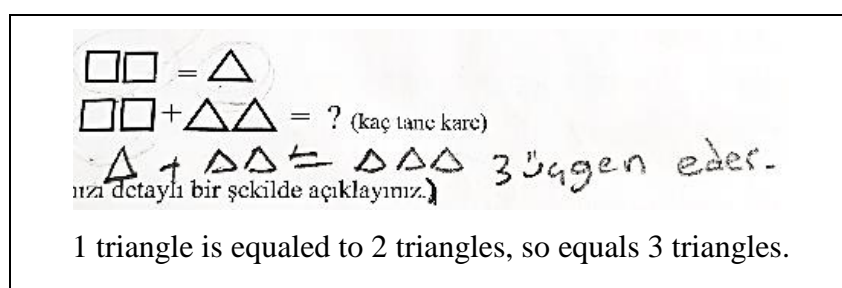 □□ = △
□□+△△ = ? (kaç tane kare)
△ + △△ = △△△ 3 üçgen eder.
nızı detaylı bir şekilde açıklayınız.)
1 triangle is equaled to 2 triangles, so equals 3 triangles.